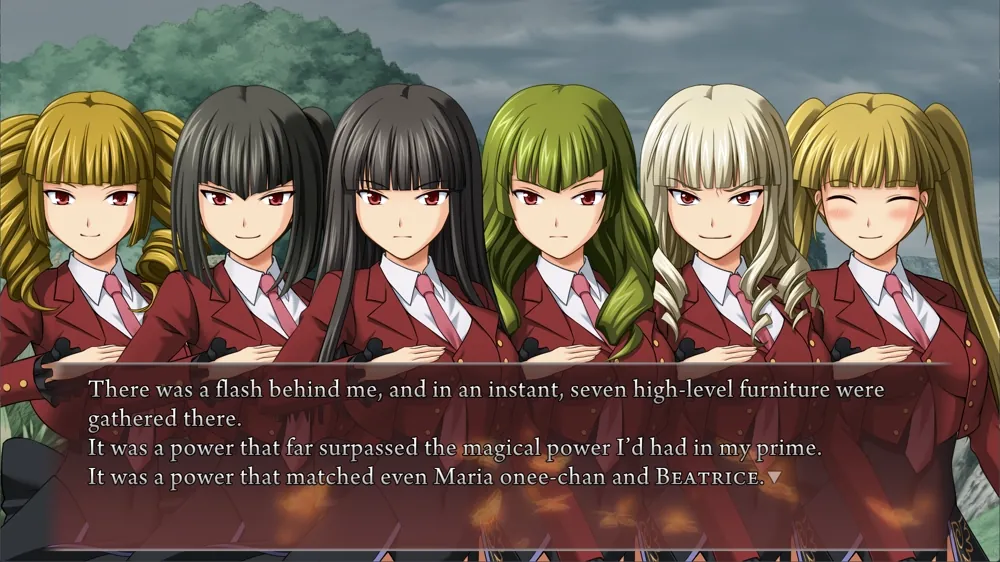 There was a flash behind me, and in an instant, seven high-level furniture were
gathered there.
It was a power that far surpassed the magical power I'd had in my prime.
It was a power that matched even Maria onee-chan and BEATRICE.